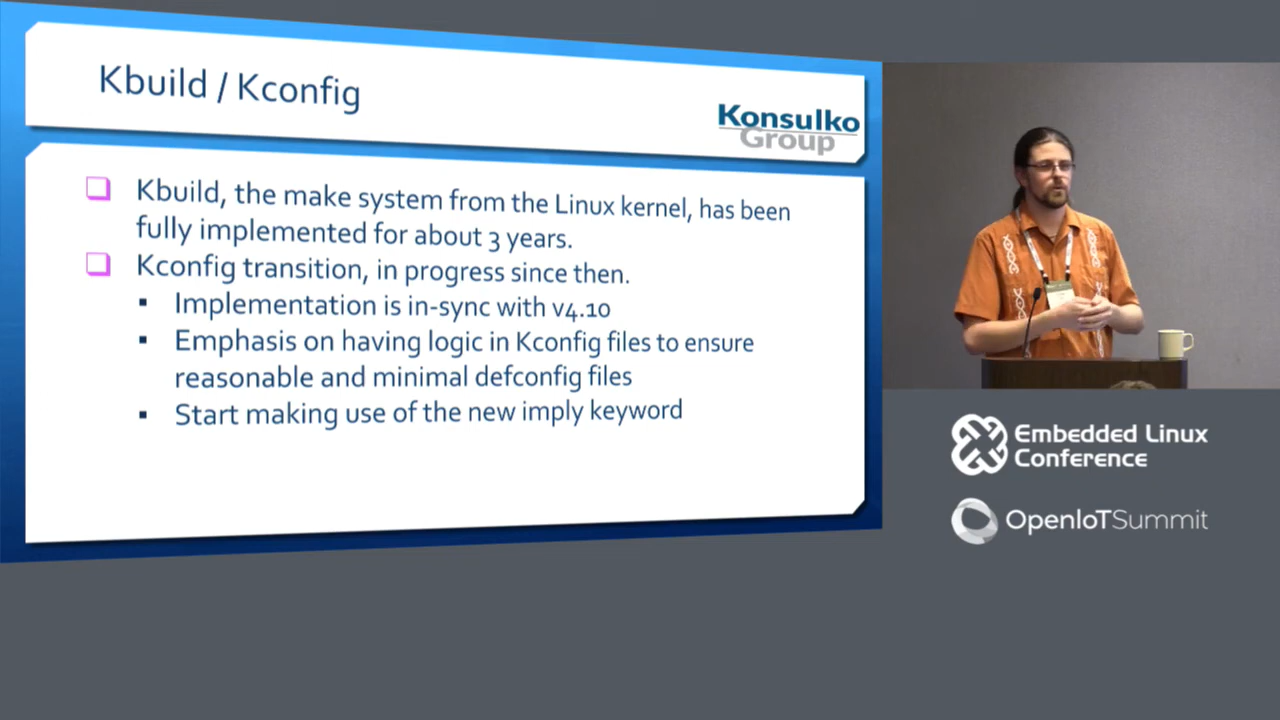 Kbuild / Kconfig
Konsulko
Group
Kbuild, the make system from the Linux kernel, has been
fully implemented for about 3 years.
Kconfig transition, in progress since then.
Implementation is in-sync with v4.10
Emphasis on having logic in Kconfig files to ensure
reasonable and minimal defconfig files
Start making use of the new imply keyword
Embedded Linux
Conference
OpenIoTSummit